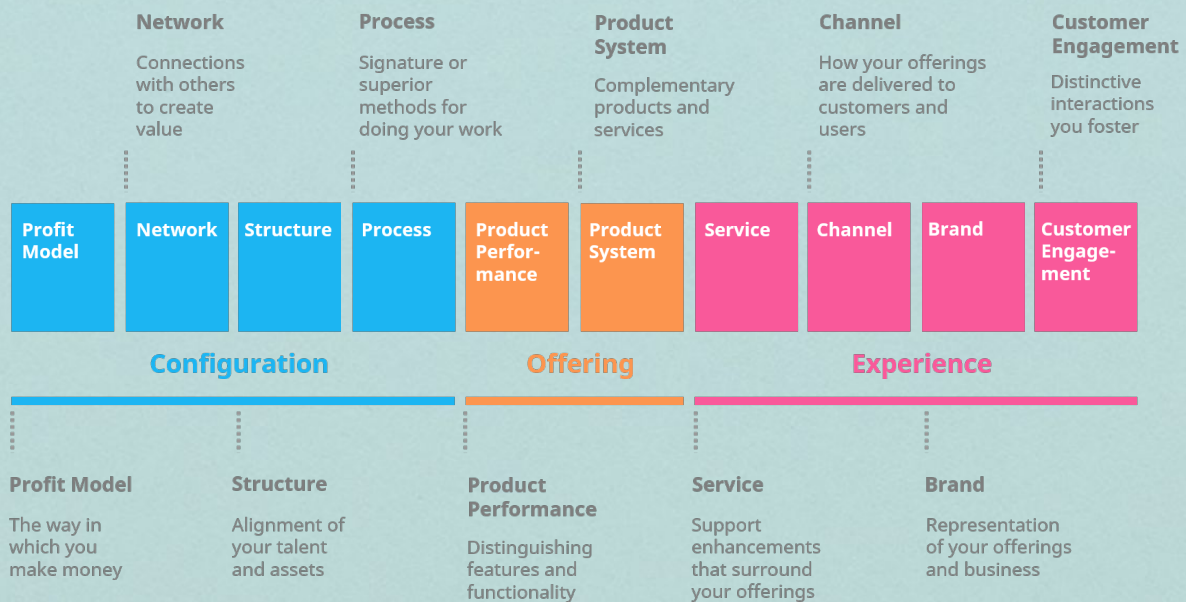 Network
Connections
with others
to create
value
Process
Signature or
superior
methods for
doing your work
Product
System
Complementary
products and
services
Channel
How your offerings
are delivered to
customers and
users
Customer
Engagement
Distinctive
interactions
you foster
Profit
Model
Network
Structure
Process
Product
Perfor-
mance
Product
System
Service
Channel
Brand
Customer
Engage-
ment
Configuration
Offering
Experience
Profit Model
The way in
which you
make money
Structure
Alignment of
your talent
and assets
Product
Performance
Distinguishing
features and
functionality
Service
Support
enhancements
that surround
your offerings
Brand
Representation
of your offerings
and business